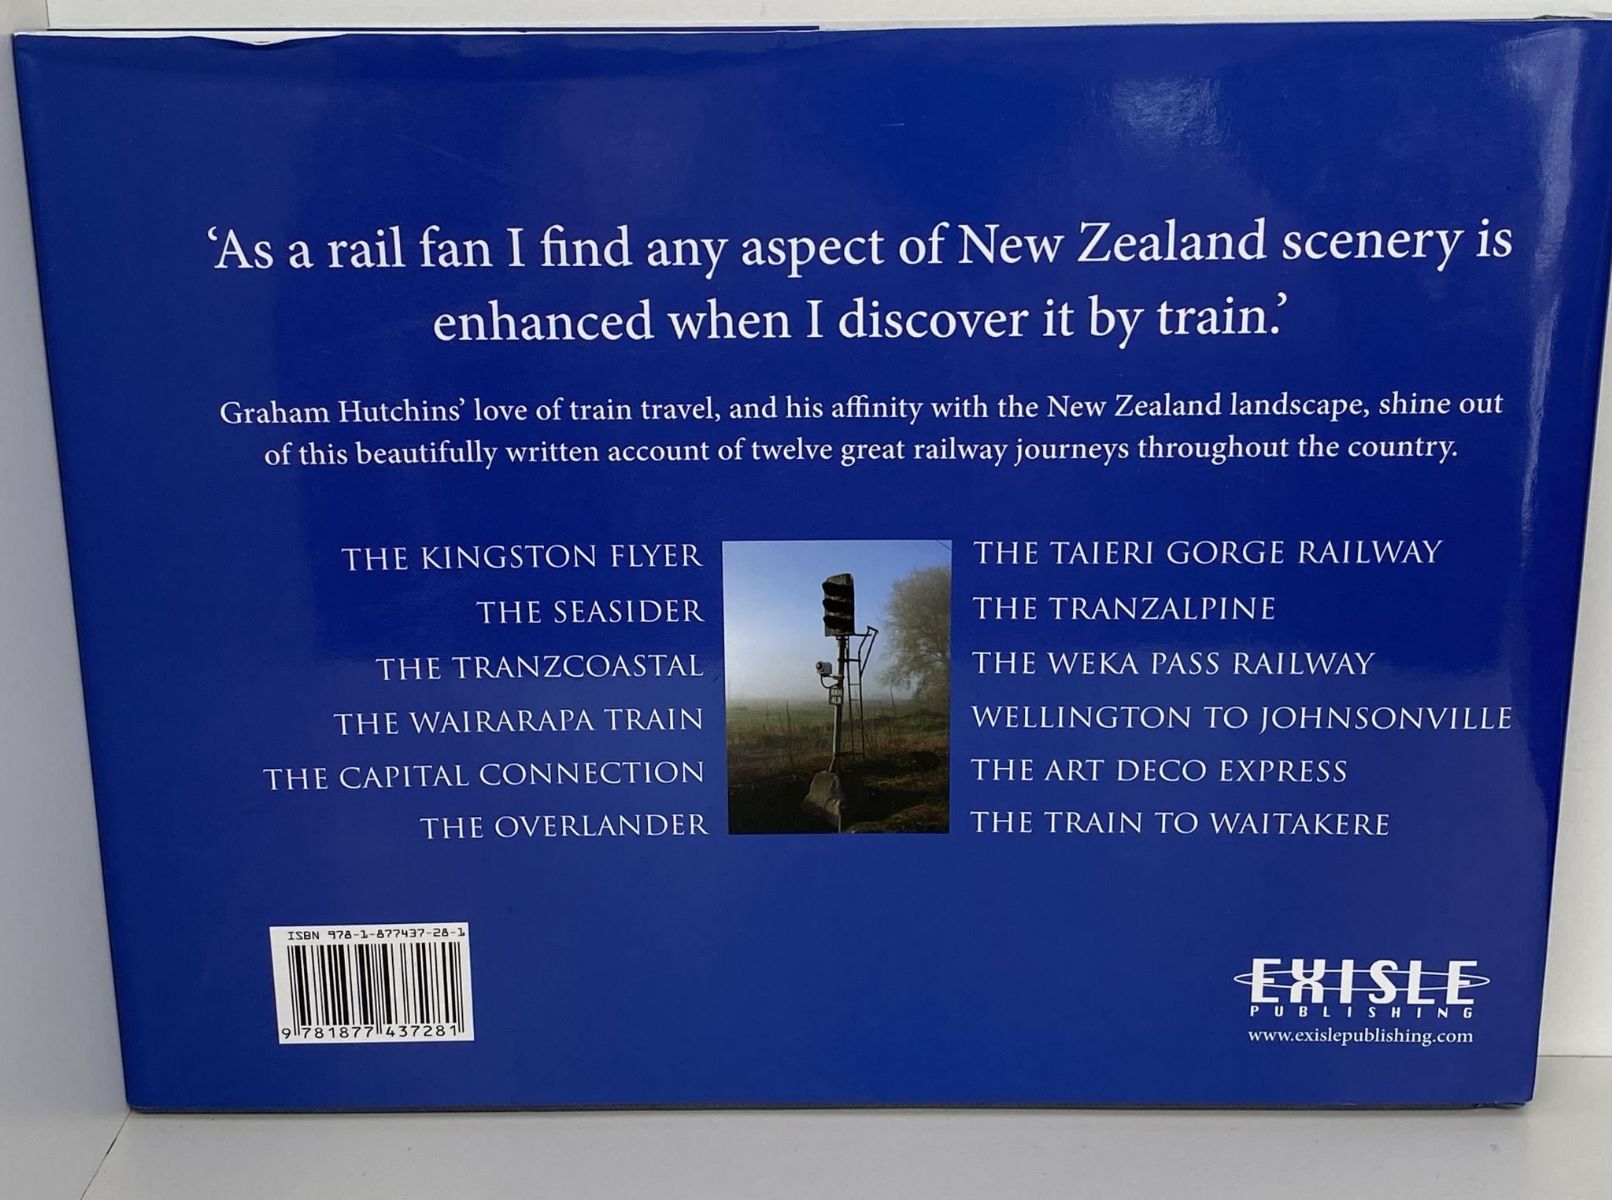 ‘As a rail fan I find any aspect of New Zealand scenery is
enhanced when I discover it by train.’
Graham Hutchins’ love of train travel, and his affinity with the New Zealand landscape, shine out
of this beautifully written account of twelve great railway journeys throughout the country.
THE KINGSTON FLYER
THE SEASIDER
THE TRANZCOASTAL
THE WAIRARAPA TRAIN
THE CAPITAL CONNECTION
THE OVERLANDER
THE TAIERI GORGE RAILWAY
THE TRANZALPINE
THE WEKA PASS RAILWAY
WELLINGTON TO JOHNSONVILLE
THE ART DECO EXPRESS
THE TRAIN TO WAITAKERE
ISBN 978-1-877437-28-1
9 781877 437281
EXISLE
PUBLISHING
www.exislepublishing.com